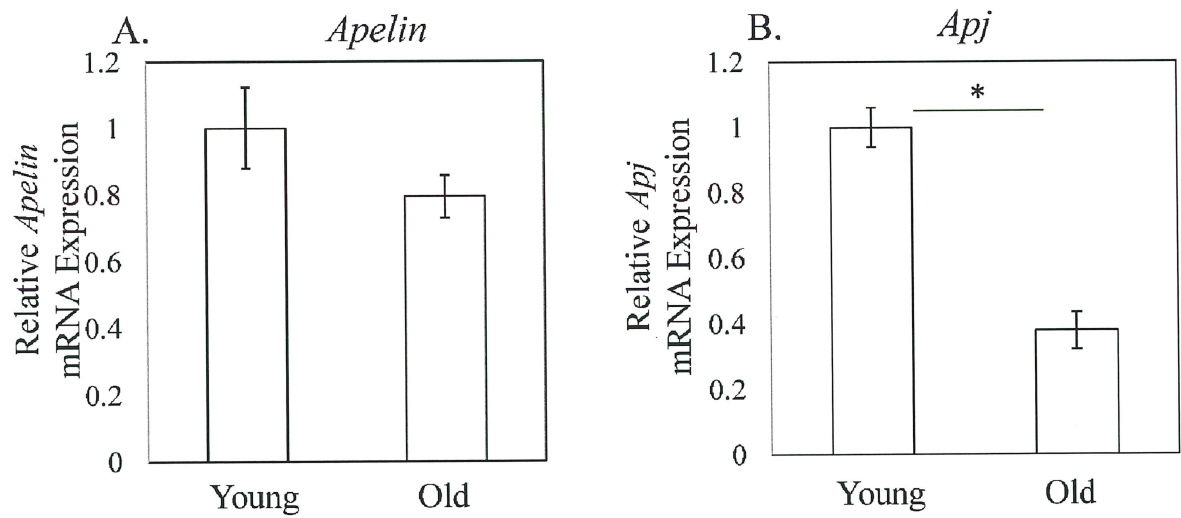 A.
Apelin
Relative Apelin
mRNA Expression
1.2
1
0.8
0.6
0.4
0.2
0
Young Old
B.
Apj
Relative Apj
mRNA Expression
1.2
1
0.8
0.6
0.4
0.2
0
*
Young Old